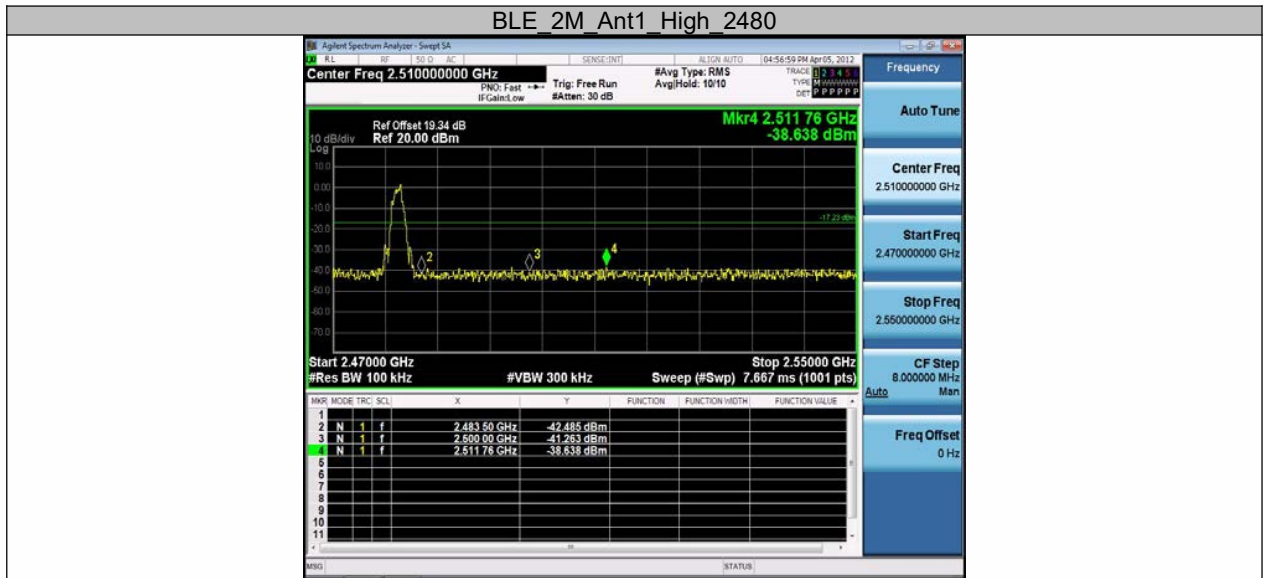 BLE_2M_Ant1_High_2480
Agilent Spectrum Analyzer - Swept SA
RL RF 50 Ω AC SENSE:INT ALIGN AUTO 04:56:59 PM Apr 05, 2012
Center Freq 2.510000000 GHz
PNO: Fast
IFGain:Low
Trig: Free Run
#Atten: 30 dB
#Avg Type: RMS
Avg|Hold: 10/10
TRACE 1 2 3 4 5 6
TYPE M W W W W W
DET P P P P P P
Frequency
Auto Tune
Mkr4 2.511 76 GHz
-38.638 dBm
Ref Offset 19.34 dB
10 dB/div Ref 20.00 dBm
Log
10.0
0.00
-10.0
-17.23 dBm
-20.0
-30.0
-40.0
-50.0
-60.0
-70.0
2
3
4
Start 2.47000 GHz Stop 2.55000 GHz
#Res BW 100 kHz #VBW 300 kHz Sweep (#Swp) 7.667 ms (1001 pts)
Center Freq
2.510000000 GHz
Start Freq
2.470000000 GHz
Stop Freq
2.550000000 GHz
CF Step
8.000000 MHz
Auto Man
Freq Offset
0 Hz
MKR MODE TRC SCL X Y FUNCTION FUNCTION WIDTH FUNCTION VALUE
1
2 N 1 f 2.483 50 GHz -42.485 dBm
3 N 1 f 2.500 00 GHz -41.263 dBm
4 N 1 f 2.511 76 GHz -38.638 dBm
5
6
7
8
9
10
11
MSG STATUS